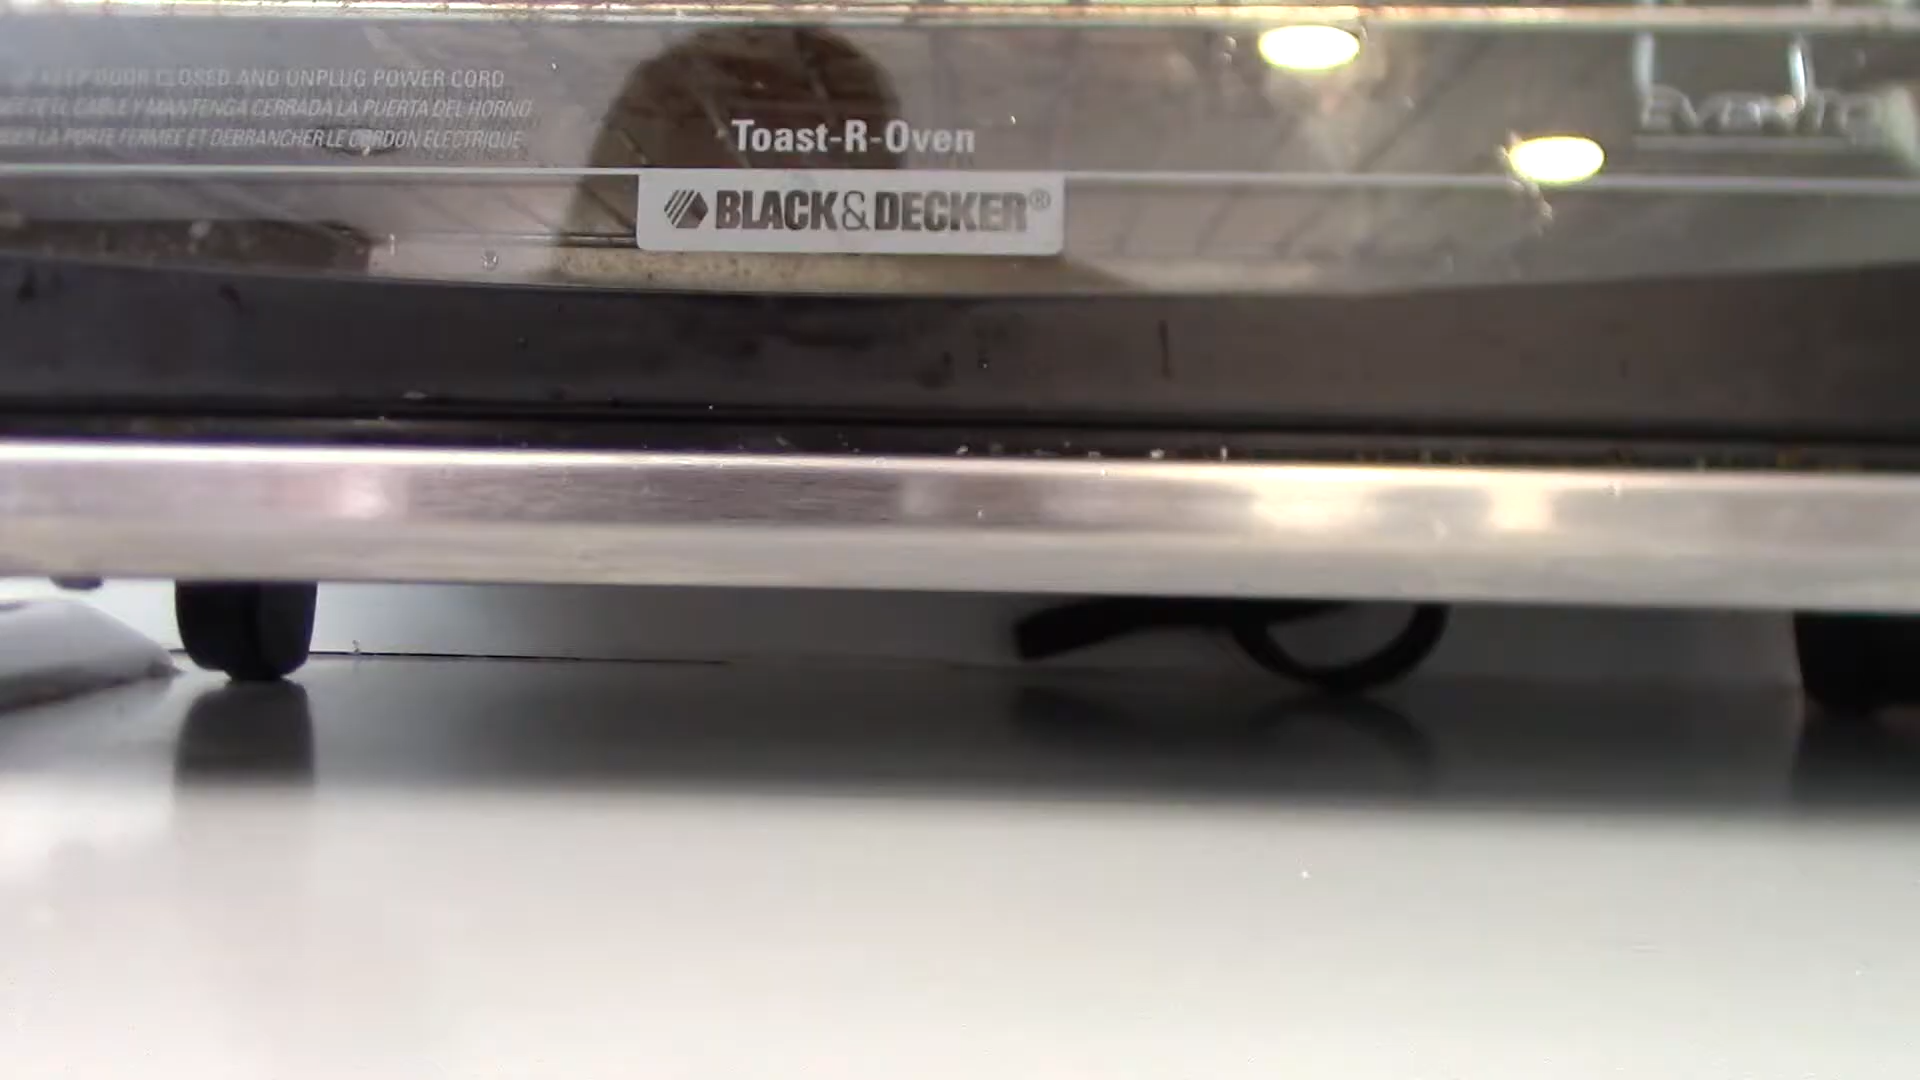 KEEP DOOR CLOSED AND UNPLUG POWER CORD
EL CABLE Y MANTENGA CERRADA LA PUERTA DEL HORNO
LA PORTE FERMEE ET DEBRANCHER LE CORDON ELECTRIQUE
Toast-R-Oven
BLACK&DECKER®